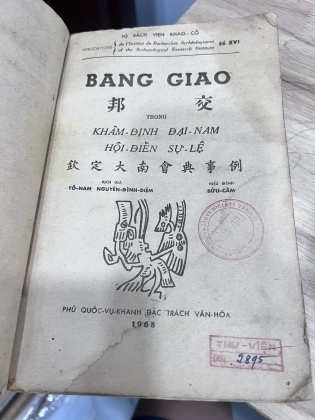 TỦ SÁCH VIỆN KHẢO-CỔ
PUBLICATIONS
de l'Institut de Recherches Archéologiques
of the Archaeological Research Institute
Số XVI
BANG GIAO
邦 交
TRONG
KHÂM-ĐỊNH ĐẠI-NAM
HỘI-ĐIỂN SỰ-LỆ
欽定大南會典事例
DỊCH GIẢ
TÔ-NAM NGUYỄN-ĐÌNH-DIỆM
HIỆU ĐÍNH
BỬU-CẦM
PHỦ QUỐC-VỤ-KHANH ĐẶC TRÁCH VĂN-HÓA
1968
THƯ-VIỆN
2895